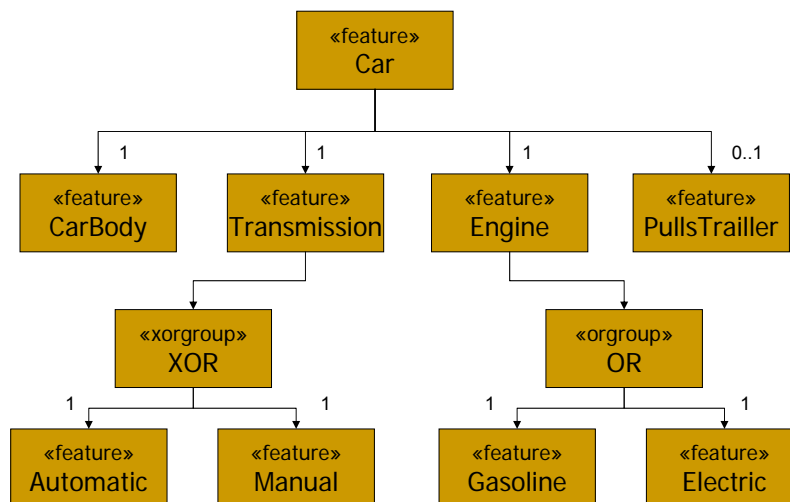 «feature»
Car
1
1
1
0..1
«feature»
CarBody
«feature»
Transmission
«feature»
Engine
«feature»
PullsTrailler
«xorgroup»
XOR
«orgroup»
OR
1
1
1
1
«feature»
Automatic
«feature»
Manual
«feature»
Gasoline
«feature»
Electric